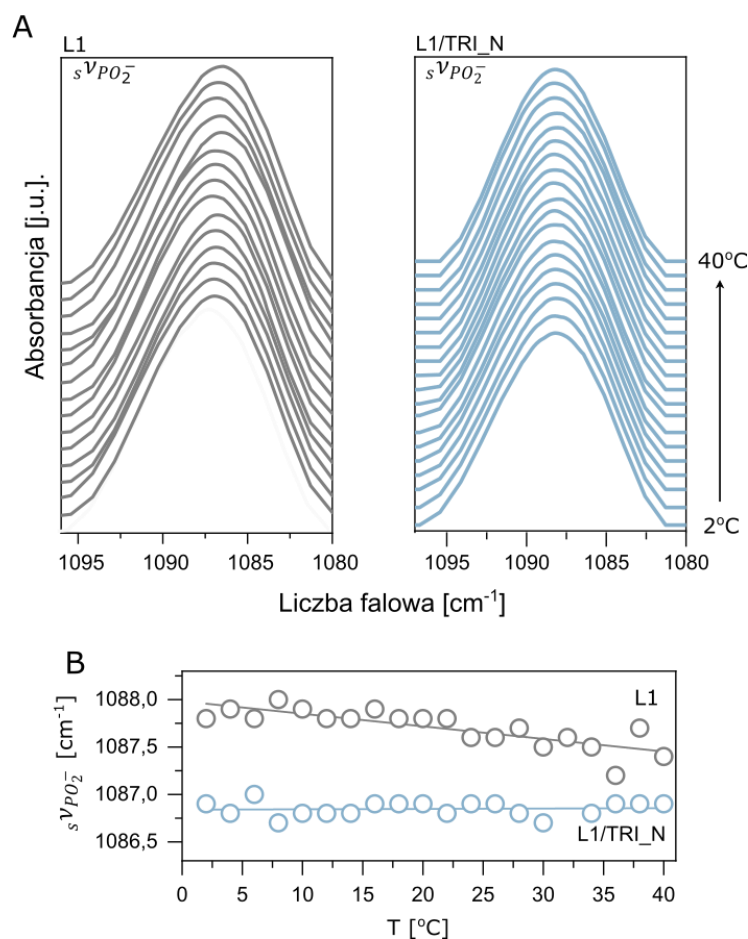 A
L1
L1/TRI_N
sνPO2−
sνPO2−
Absorbancja [j.u.].
40°C
2°C
1095 1090 1085 1080
1095 1090 1085 1080
Liczba falowa [cm-1]
B
1088,0
1087,5
1087,0
1086,5
sνPO2− [cm-1]
L1
L1/TRI_N
0 5 10 15 20 25 30 35 40
T [°C]